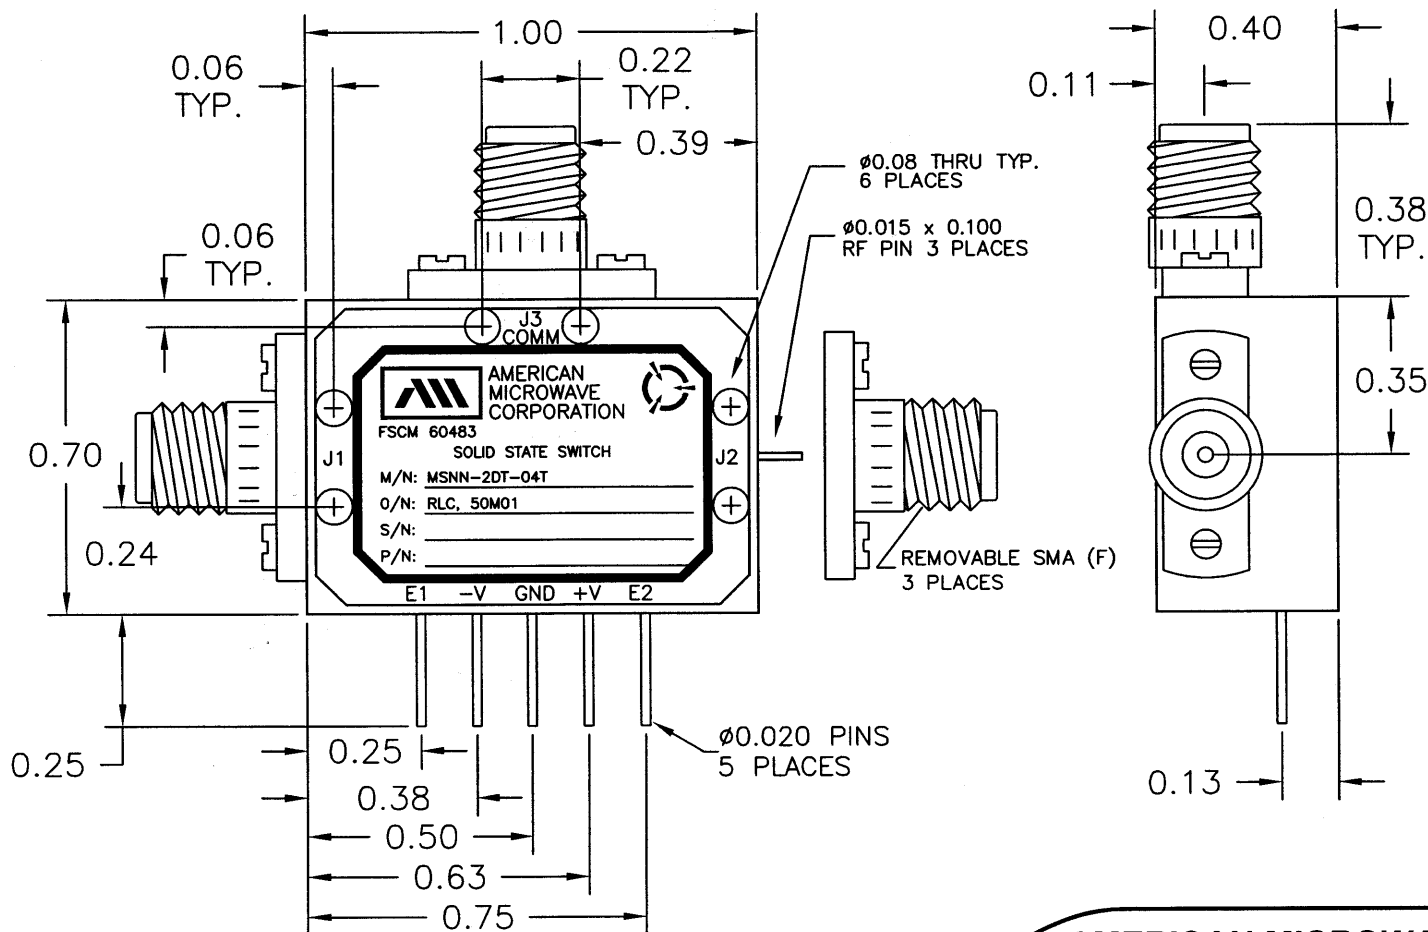 1.00
0.40
0.06
TYP.
0.22
TYP.
0.11
0.39
ø0.08 THRU TYP.
6 PLACES
0.38
TYP.
0.06
TYP.
ø0.015 x 0.100
RF PIN 3 PLACES
J3
COMM
AMERICAN
MICROWAVE
CORPORATION
FSCM 60483
SOLID STATE SWITCH
J1
J2
M/N: MSNN-2DT-04T
O/N: RLC, 50M01
S/N:
P/N:
E1 -V GND +V E2
0.70
0.24
0.35
REMOVABLE SMA (F)
3 PLACES
0.25
0.25
0.38
0.50
0.63
0.75
ø0.020 PINS
5 PLACES
0.13